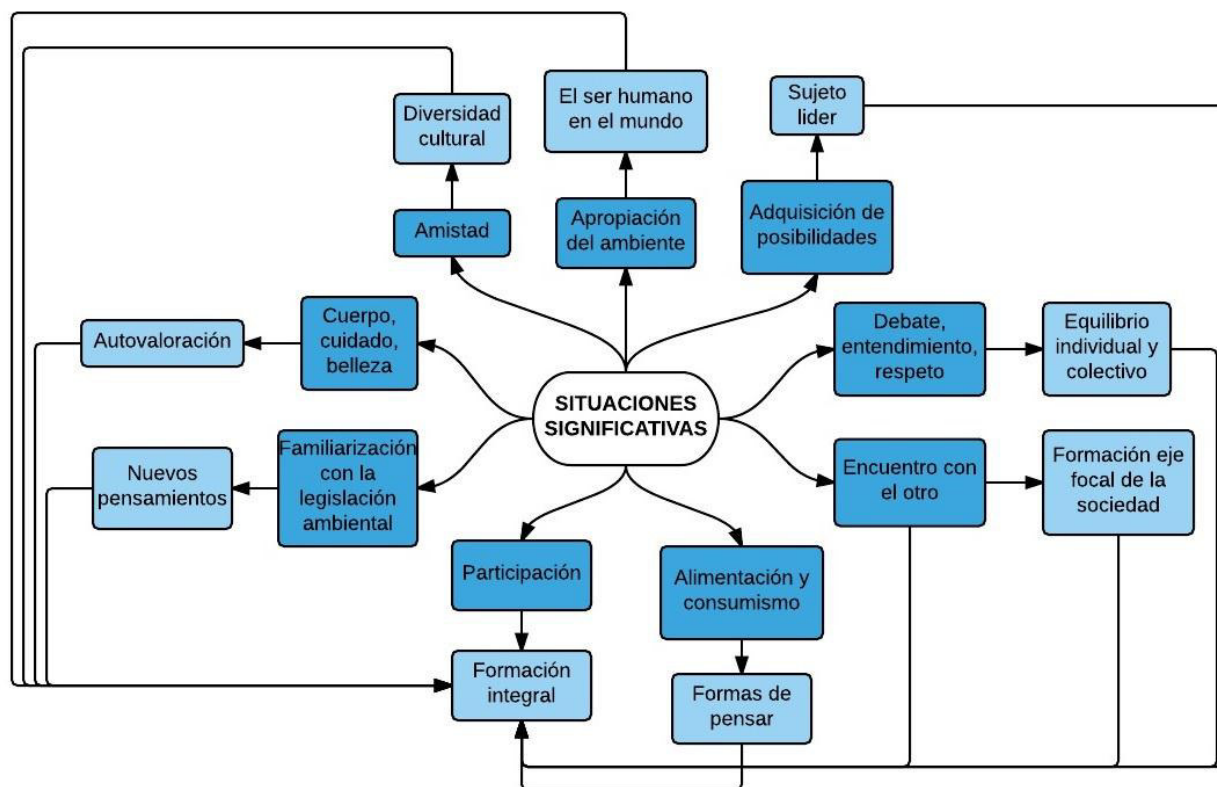 Diversidad
cultural
El ser humano
en el mundo
Sujeto
lider
Amistad
Apropiación
del ambiente
Adquisición de
posibilidades
Autovaloración
Cuerpo,
cuidado,
belleza
Debate,
entendimiento,
respeto
Equilibrio
individual y
colectivo
SITUACIONES
SIGNIFICATIVAS
Nuevos
pensamientos
Familiarización
con la
legislación
ambiental
Encuentro con
el otro
Formación eje
focal de la
sociedad
Participación
Alimentación y
consumismo
Formación
integral
Formas de
pensar